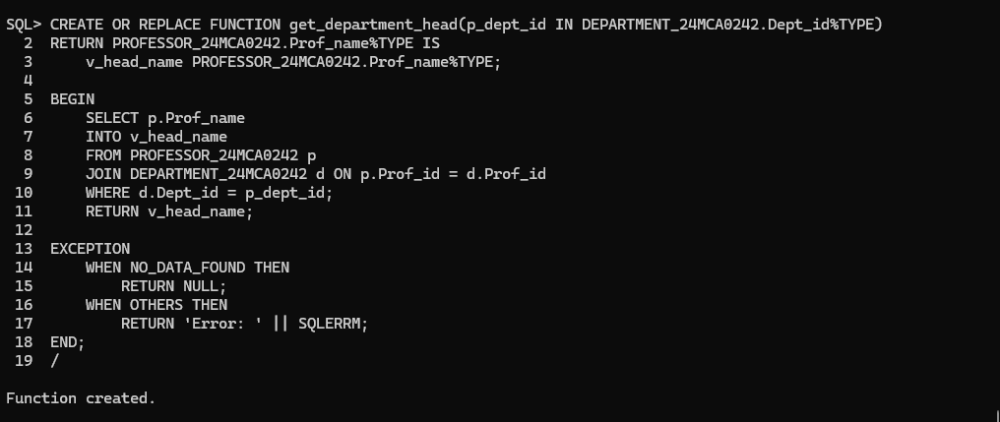 SQL> CREATE OR REPLACE FUNCTION get_department_head(p_dept_id IN DEPARTMENT_24MCA0242.Dept_id%TYPE)
  2  RETURN PROFESSOR_24MCA0242.Prof_name%TYPE IS
  3      v_head_name PROFESSOR_24MCA0242.Prof_name%TYPE;
  4
  5  BEGIN
  6      SELECT p.Prof_name
  7      INTO v_head_name
  8      FROM PROFESSOR_24MCA0242 p
  9      JOIN DEPARTMENT_24MCA0242 d ON p.Prof_id = d.Prof_id
 10      WHERE d.Dept_id = p_dept_id;
 11      RETURN v_head_name;
 12
 13  EXCEPTION
 14      WHEN NO_DATA_FOUND THEN
 15          RETURN NULL;
 16      WHEN OTHERS THEN
 17          RETURN 'Error: ' || SQLERRM;
 18  END;
 19  /
Function created.